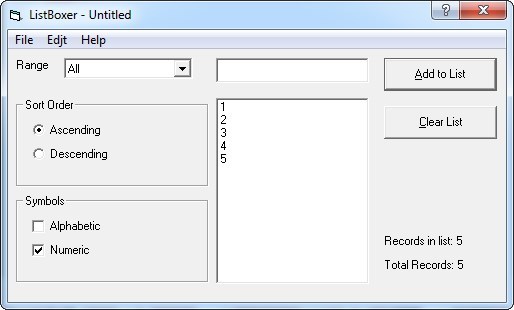 ListBoxer - Untitled
File Edjt Help
Range All
Add to List
Sort Order
Ascending
Descending
1
2
3
4
5
Clear List
Symbols
Alphabetic
Numeric
Records in list: 5
Total Records: 5